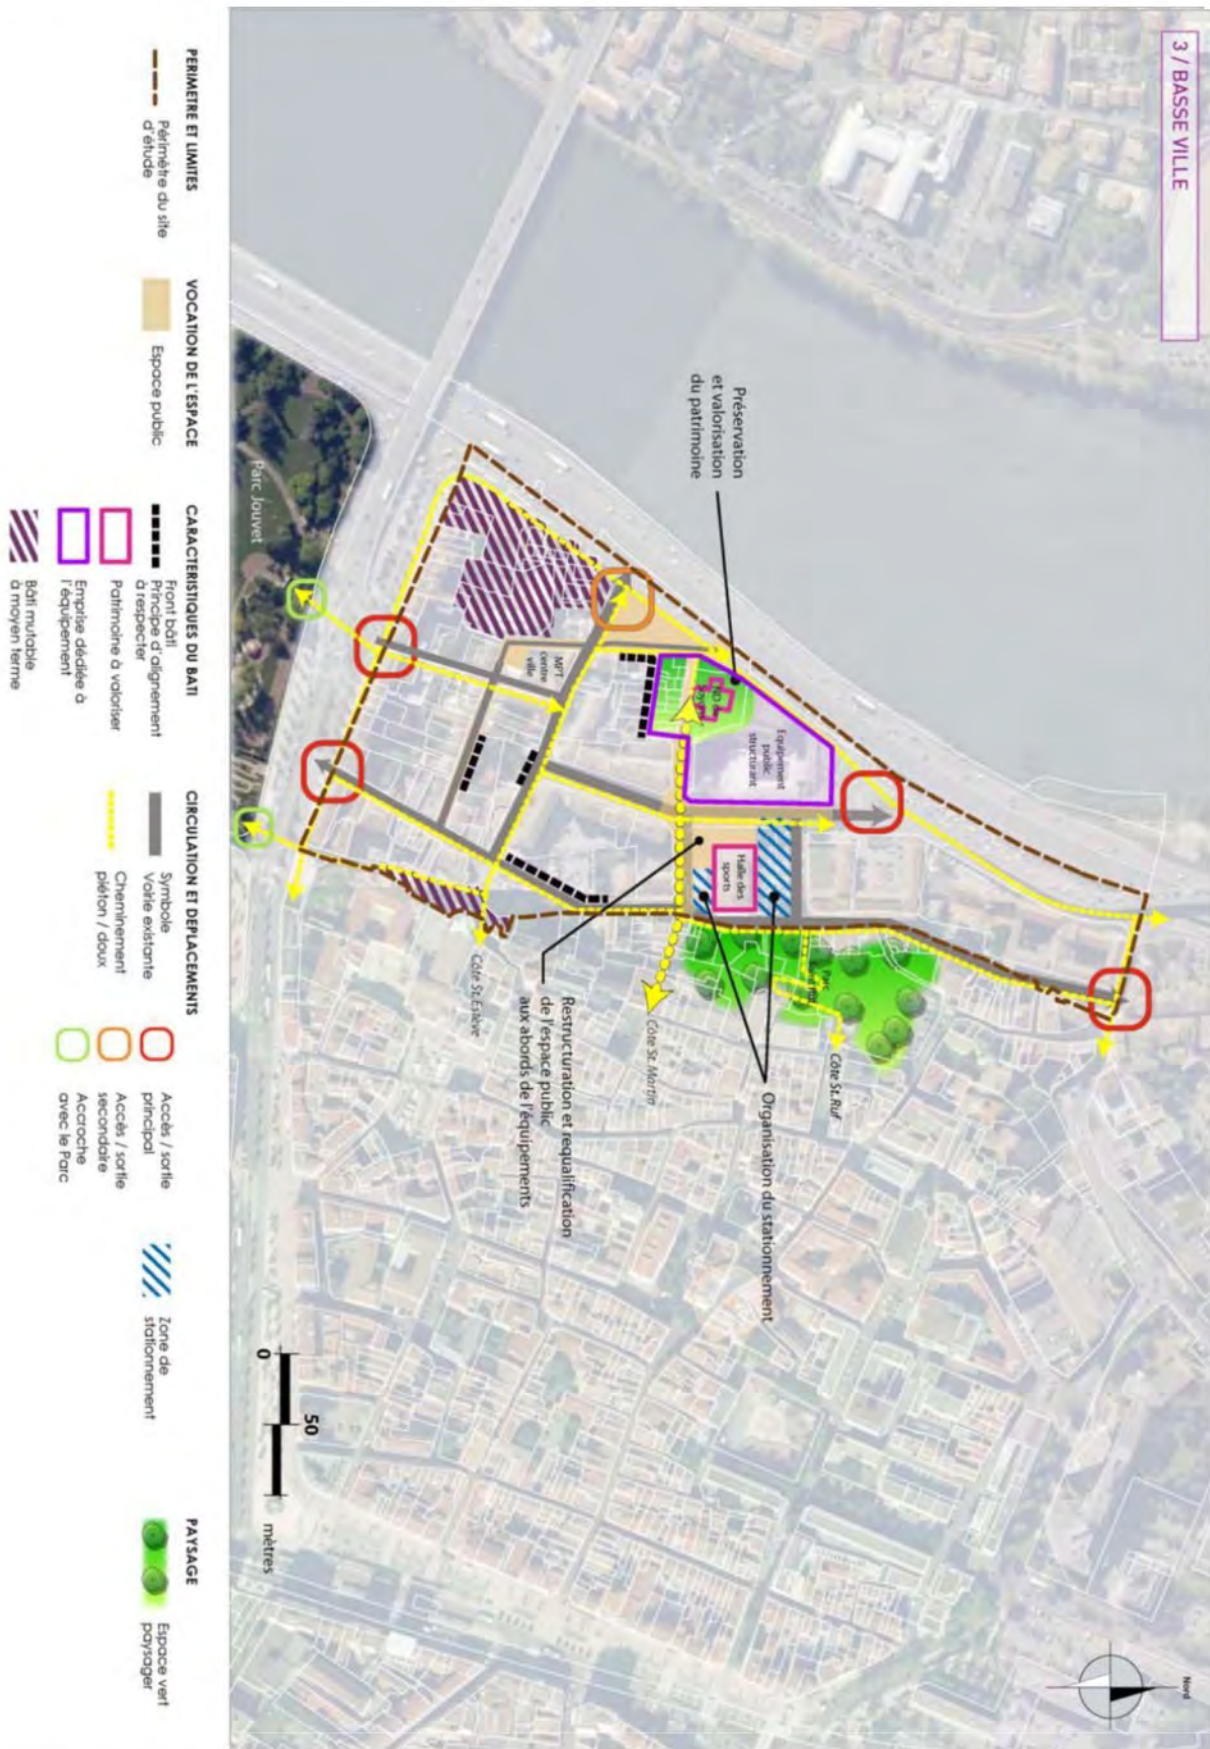 3 / BASSE VILLE
Nord
Préservation
et valorisation
du patrimoine
ND de
Soyons
Equipement
public
structurant
MPT
centre
ville
Halle des
sports
Parc
Côte St.Ruf
Côte St.Martin
Côte St.Estève
Organisation du stationnement
Restructuration et requalification
de l'espace public
aux abords de l'équipements
Parc Jouvet
0
50
mètres
PERIMETRE ET LIMITES
Périmètre du site
d'étude
VOCATION DE L'ESPACE
Espace public
CARACTERISTIQUES DU BATI
Front bâti
Principe d'alignement
à respecter
Patrimoine à valoriser
Emprise dédiée à
l'équipement
Bâti mutable
à moyen terme
CIRCULATION ET DEPLACEMENTS
Symbole
Voirie existante
Cheminement
piéton / doux
Accès / sortie
principal
Accès / sortie
secondaire
Accroche
avec le Parc
Zone de
stationnement
PAYSAGE
Espace vert
paysager